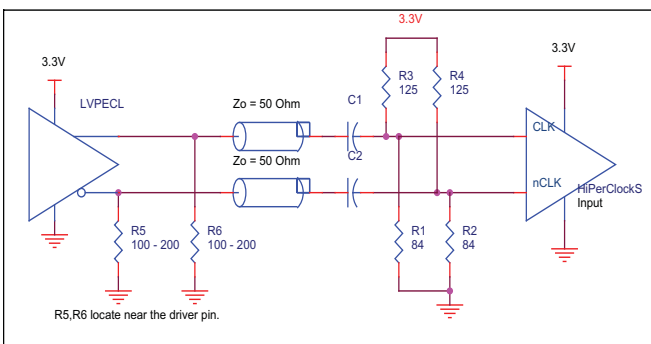 3.3V
3.3V
3.3V
LVPECL
R3
125
R4
125
Zo = 50 Ohm
C1
CLK
Zo = 50 Ohm
C2
nCLK
HiPerClockS
Input
R5
100 - 200
R6
100 - 200
R1
84
R2
84
R5,R6 locate near the driver pin.